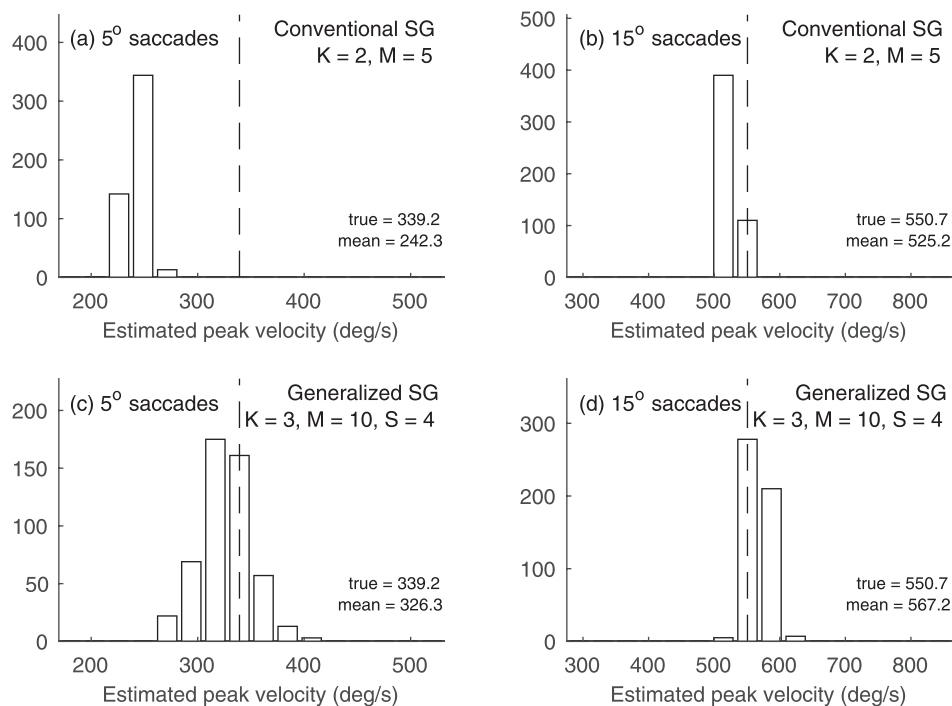 (a) 5o saccades
Conventional SG
K = 2, M = 5
400
300
200
100
0
true = 339.2
mean = 242.3
200 300 400 500
Estimated peak velocity (deg/s)
(b) 15o saccades
Conventional SG
K = 2, M = 5
500
400
300
200
100
0
true = 550.7
mean = 525.2
300 400 500 600 700 800
Estimated peak velocity (deg/s)
(c) 5o saccades
Generalized SG
K = 3, M = 10, S = 4
200
150
100
50
0
true = 339.2
mean = 326.3
200 300 400 500
Estimated peak velocity (deg/s)
(d) 15o saccades
Generalized SG
K = 3, M = 10, S = 4
300
200
100
0
true = 550.7
mean = 567.2
300 400 500 600 700 800
Estimated peak velocity (deg/s)